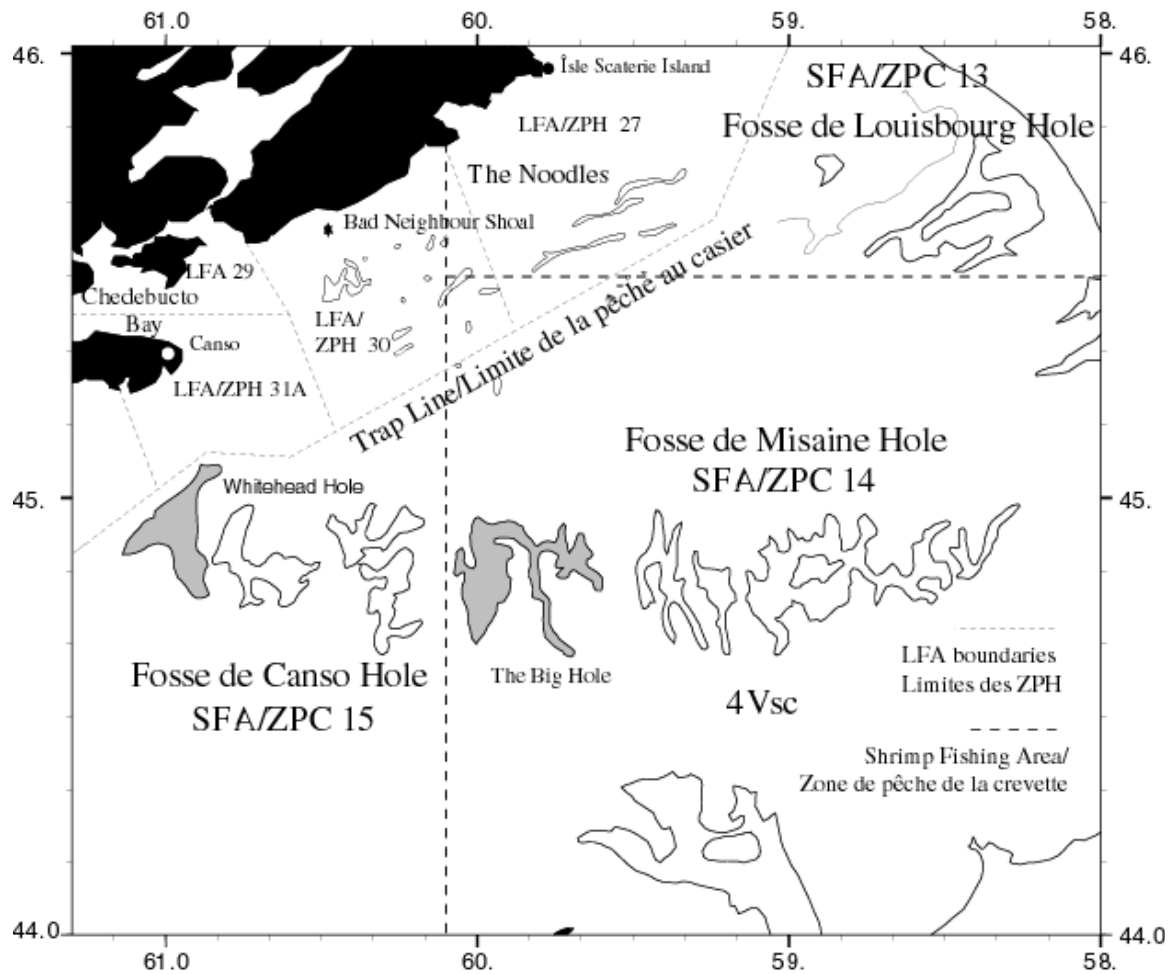 61.0
60.
59.
58.
46.
46.
Îsle Scaterie Island
SFA/ZPC 13
LFA/ZPH 27
Fosse de Louisbourg Hole
The Noodles
Bad Neighbour Shoal
LFA 29
Chedebucto
Bay
LFA/
ZPH 30
Canso
LFA/ZPH 31A
Trap Line/Limite de la pêche au casier
Fosse de Misaine Hole
SFA/ZPC 14
45.
45.
Whitehead Hole
The Big Hole
Fosse de Canso Hole
SFA/ZPC 15
4Vsc
LFA boundaries
Limites des ZPH
Shrimp Fishing Area/
Zone de pêche de la crevette
44.0
44.0
61.0
60.
59.
58.